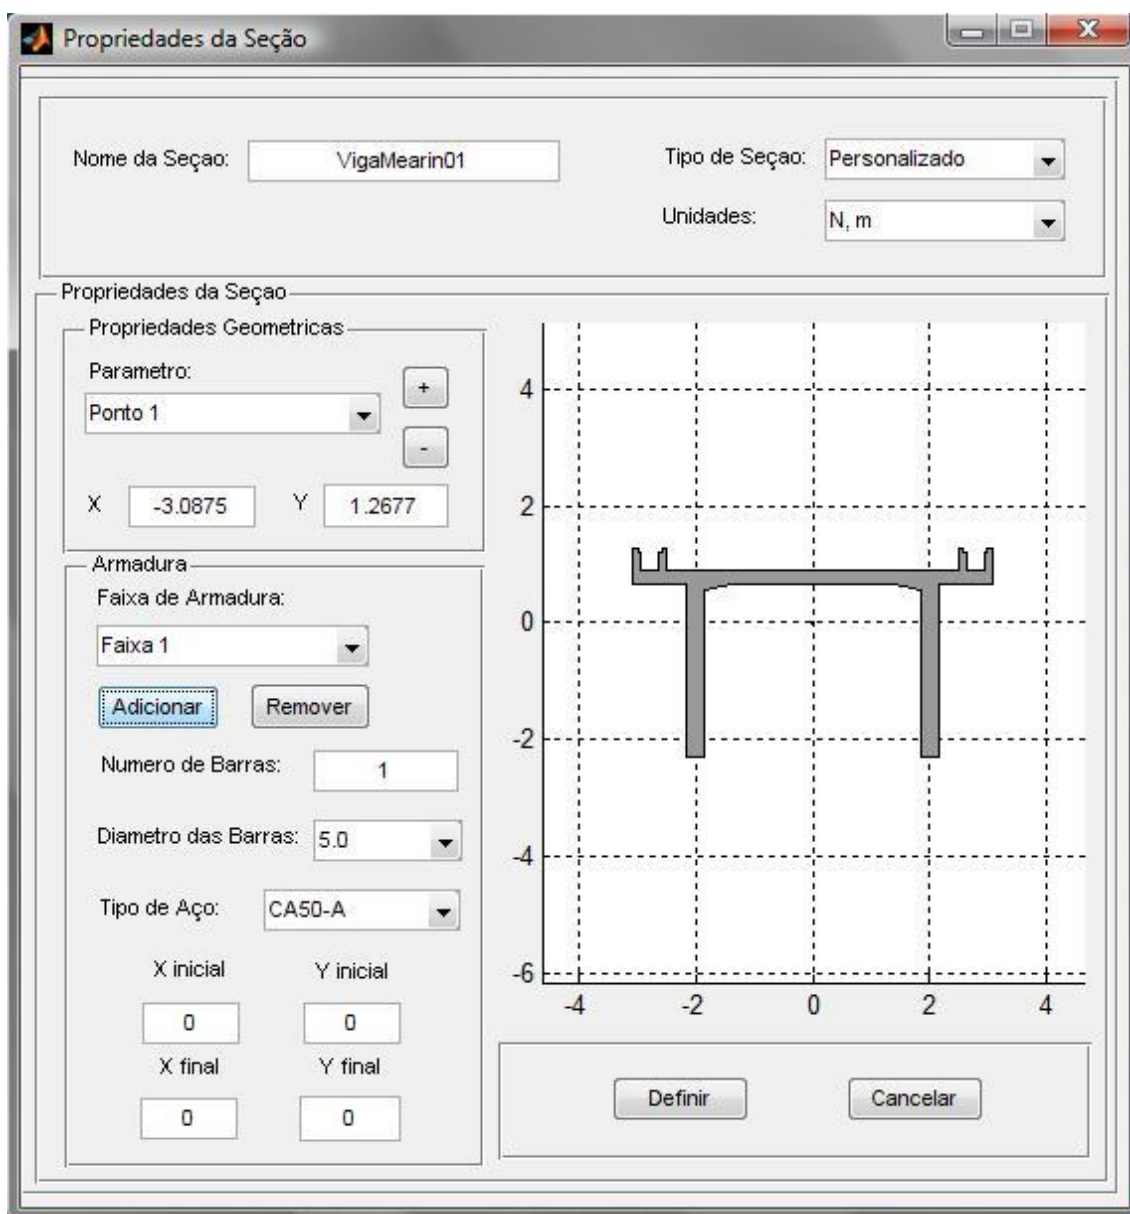 Propriedades da Seção
Nome da Seçao: VigaMearin01 Tipo de Seçao: Personalizado
Unidades: N, m
Propriedades da Seçao
Propriedades Geometricas
Parametro:
Ponto 1
+
-
X -3.0875 Y 1.2677
Armadura
Faixa de Armadura:
Faixa 1
Adicionar Remover
Numero de Barras: 1
Diametro das Barras: 5.0
Tipo de Aço: CA50-A
X inicial Y inicial
0 0
X final Y final
0 0
4
2
0
-2
-4
-6
-4 -2 0 2 4
Definir Cancelar